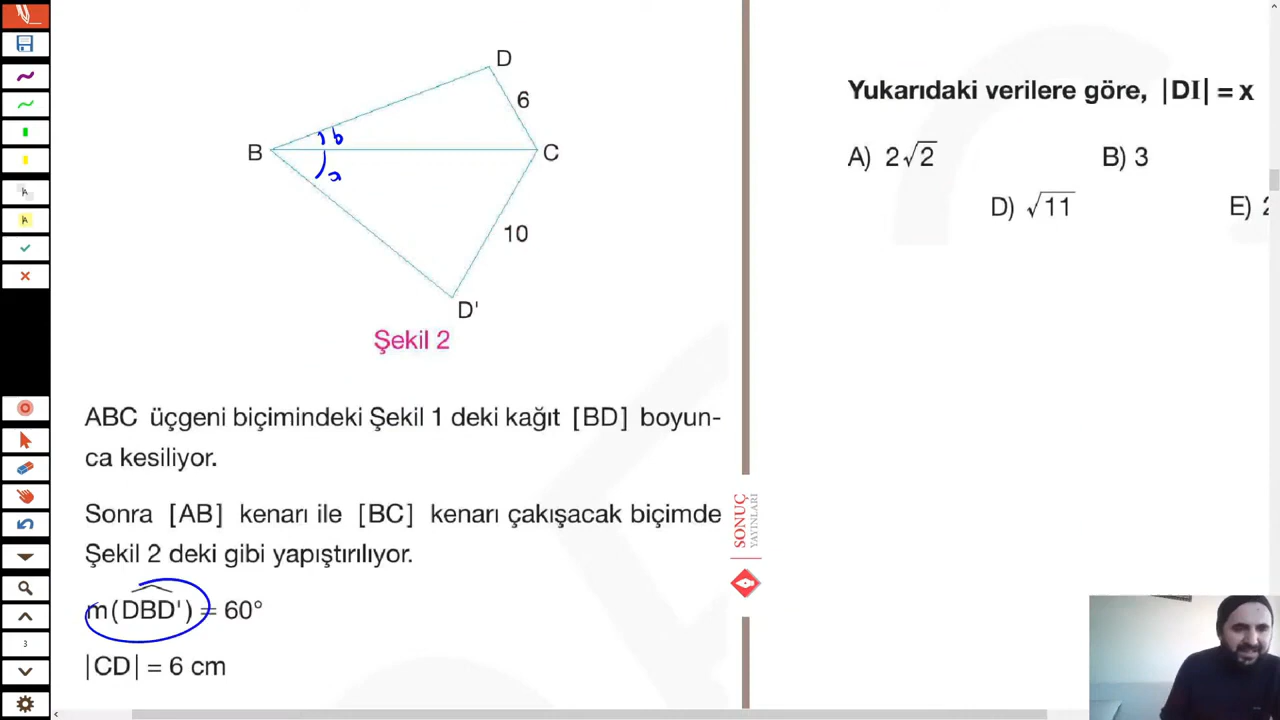 D
6
b
B
C
a
10
D'
Şekil 2
ABC üçgeni biçimindeki Şekil 1 deki kağıt [BD] boyun-
ca kesiliyor.
Sonra [AB] kenarı ile [BC] kenarı çakışacak biçimde
Şekil 2 deki gibi yapıştırılıyor.
m(DBD') = 60°
|CD| = 6 cm
SONUÇ
YAYINLARI
Yukarıdaki verilere göre, |DI| = x
A) 2√2
B) 3
D) √11
E) 2
A
A
3